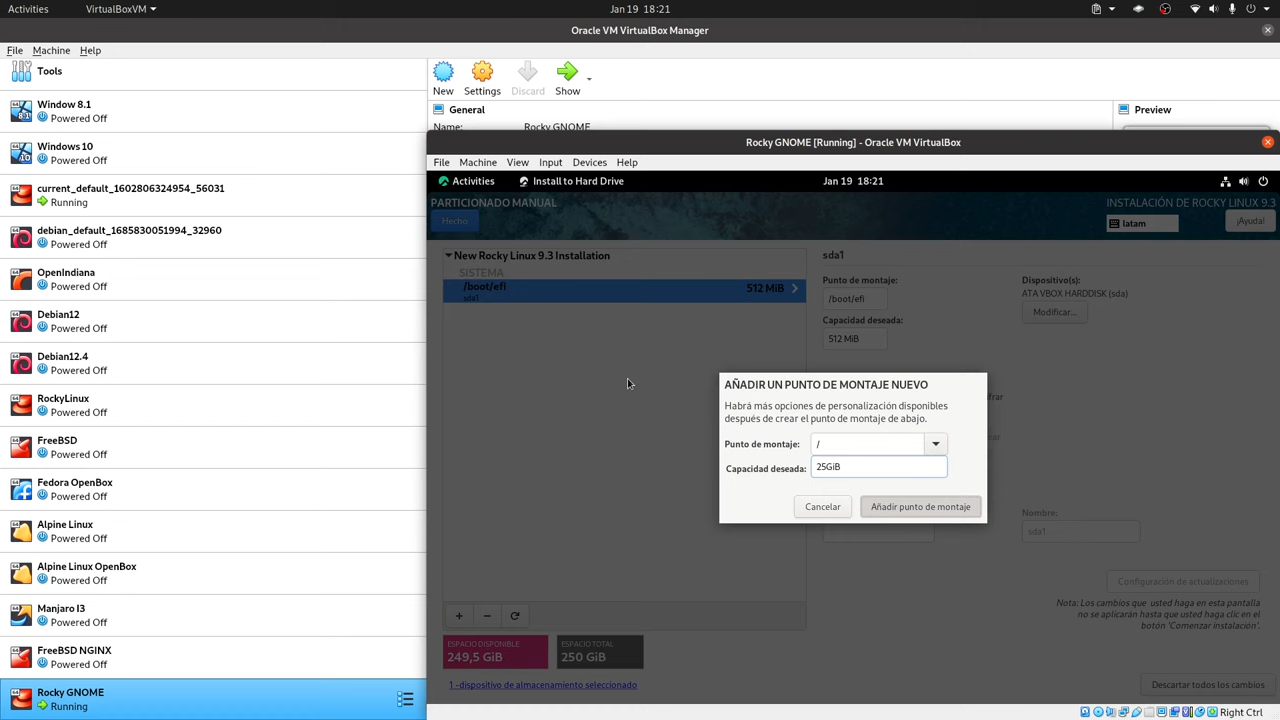 Activities
VirtualBoxVM
Jan 19 18:21
Oracle VM VirtualBox Manager
File Machine Help
Tools
New
Settings
Discard
Show
Window 8.1
Powered Off
Windows 10
Powered Off
current_default_1602806324954_56031
Running
debian_default_1685830051994_32960
Powered Off
OpenIndiana
Powered Off
Debian12
Powered Off
Debian12.4
Powered Off
RockyLinux
Powered Off
FreeBSD
Powered Off
Fedora OpenBox
Powered Off
Alpine Linux
Powered Off
Alpine Linux OpenBox
Powered Off
Manjaro I3
Powered Off
FreeBSD NGINX
Powered Off
Rocky GNOME
Running
General
Name: Rocky GNOME
Preview
Rocky GNOME [Running] - Oracle VM VirtualBox
File Machine View Input Devices Help
Activities
Install to Hard Drive
Jan 19 18:21
PARTICIONADO MANUAL
Hecho
INSTALACIÓN DE ROCKY LINUX 9.3
latam
¡Ayuda!
New Rocky Linux 9.3 Installation
SISTEMA
/boot/efi
512 MiB
sda1
sda1
Punto de montaje:
/boot/efi
Capacidad deseada:
512 MiB
Dispositivo(s):
ATA VBOX HARDDISK (sda)
Modificar...
AÑADIR UN PUNTO DE MONTAJE NUEVO
Habrá más opciones de personalización disponibles
después de crear el punto de montaje de abajo.
Punto de montaje: /
Capacidad deseada: 25GiB
Cancelar
Añadir punto de montaje
Nombre:
sda1
Configuración de actualizaciones
Nota: Los cambios que usted haga en esta pantalla
no se aplicarán hasta que usted haga clic en el
botón 'Comenzar instalación'.
ESPACIO DISPONIBLE
249,5 GiB
ESPACIO TOTAL
250 GiB
1 -dispositivo de almacenamiento seleccionado
Descartar todos los cambios
Right Ctrl